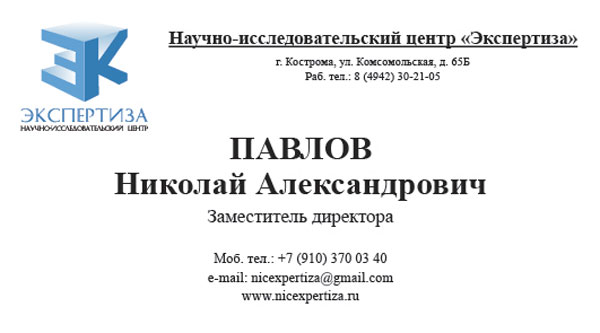 Научно-исследовательский центр «Экспертиза»
г. Кострома, ул. Комсомольская, д. 65Б
Раб. тел.: 8 (4942) 30-21-05
ЭК
ЭКСПЕРТИЗА
НАУЧНО-ИССЛЕДОВАТЕЛЬСКИЙ ЦЕНТР
ПАВЛОВ
Николай Александрович
Заместитель директора
Моб. тел.: +7 (910) 370 03 40
e-mail: nicexpertiza@gmail.com
www.nicexpertiza.ru